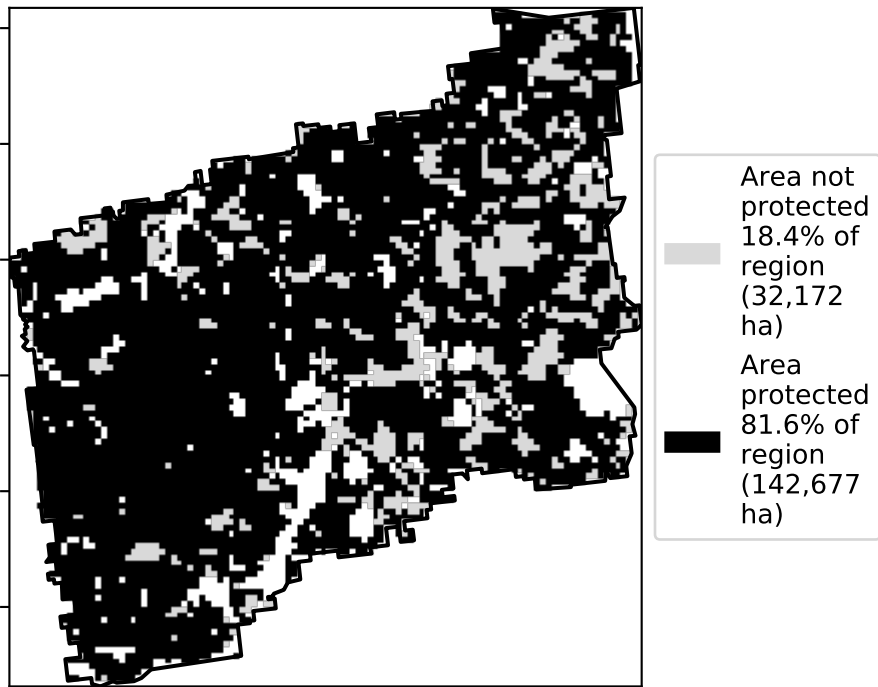 Area not
protected
18.4% of
region
(32,172
ha)
Area
protected
81.6% of
region
(142,677
ha)